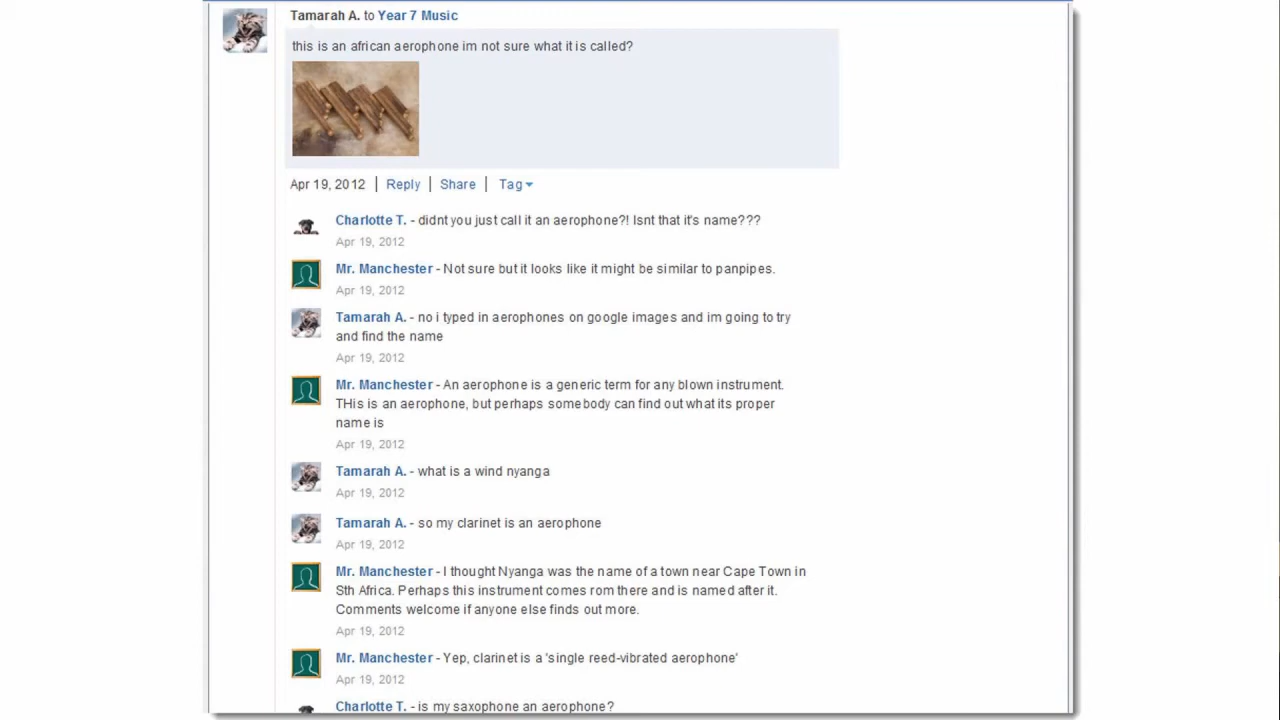 Tamarah A. to Year 7 Music
this is an african aerophone im not sure what it is called?
Apr 19, 2012 | Reply | Share | Tag
Charlotte T. - didnt you just call it an aerophone?! Isnt that it's name???
Apr 19, 2012
Mr. Manchester - Not sure but it looks like it might be similar to panpipes.
Apr 19, 2012
Tamarah A. - no i typed in aerophones on google images and im going to try
and find the name
Apr 19, 2012
Mr. Manchester - An aerophone is a generic term for any blown instrument.
THis is an aerophone, but perhaps somebody can find out what its proper
name is
Apr 19, 2012
Tamarah A. - what is a wind nyanga
Apr 19, 2012
Tamarah A. - so my clarinet is an aerophone
Apr 19, 2012
Mr. Manchester - I thought Nyanga was the name of a town near Cape Town in
Sth Africa. Perhaps this instrument comes rom there and is named after it.
Comments welcome if anyone else finds out more.
Apr 19, 2012
Mr. Manchester - Yep, clarinet is a 'single reed-vibrated aerophone'
Apr 19, 2012
Charlotte T. - is my saxophone an aerophone?